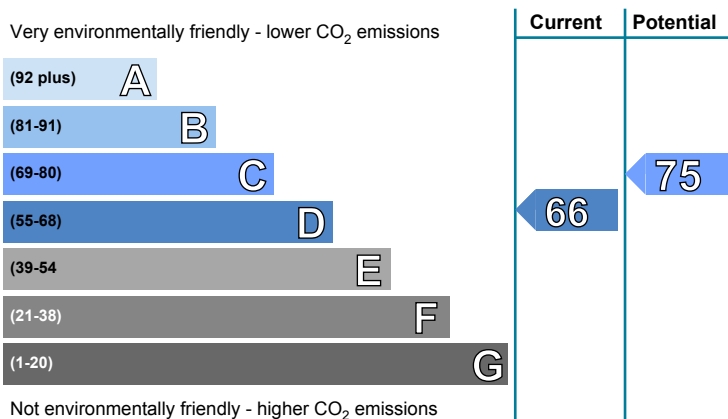 Current Potential
Very environmentally friendly - lower CO2 emissions
(92 plus) A
(81-91) B
(69-80) C
75
(55-68) D
66
(39-54 E
(21-38) F
(1-20) G
Not environmentally friendly - higher CO2 emissions